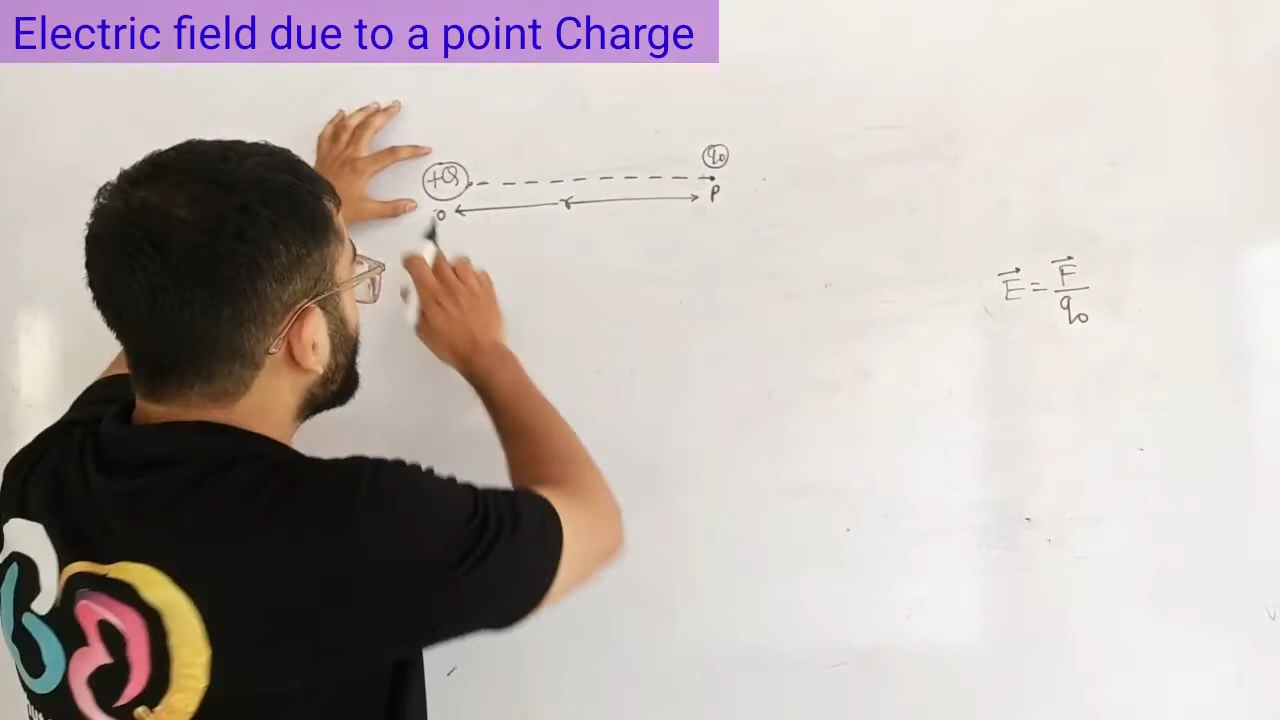 Electric field due to a point Charge
+Q
q₀
P
O
r
E⃗ = F⃗/q₀